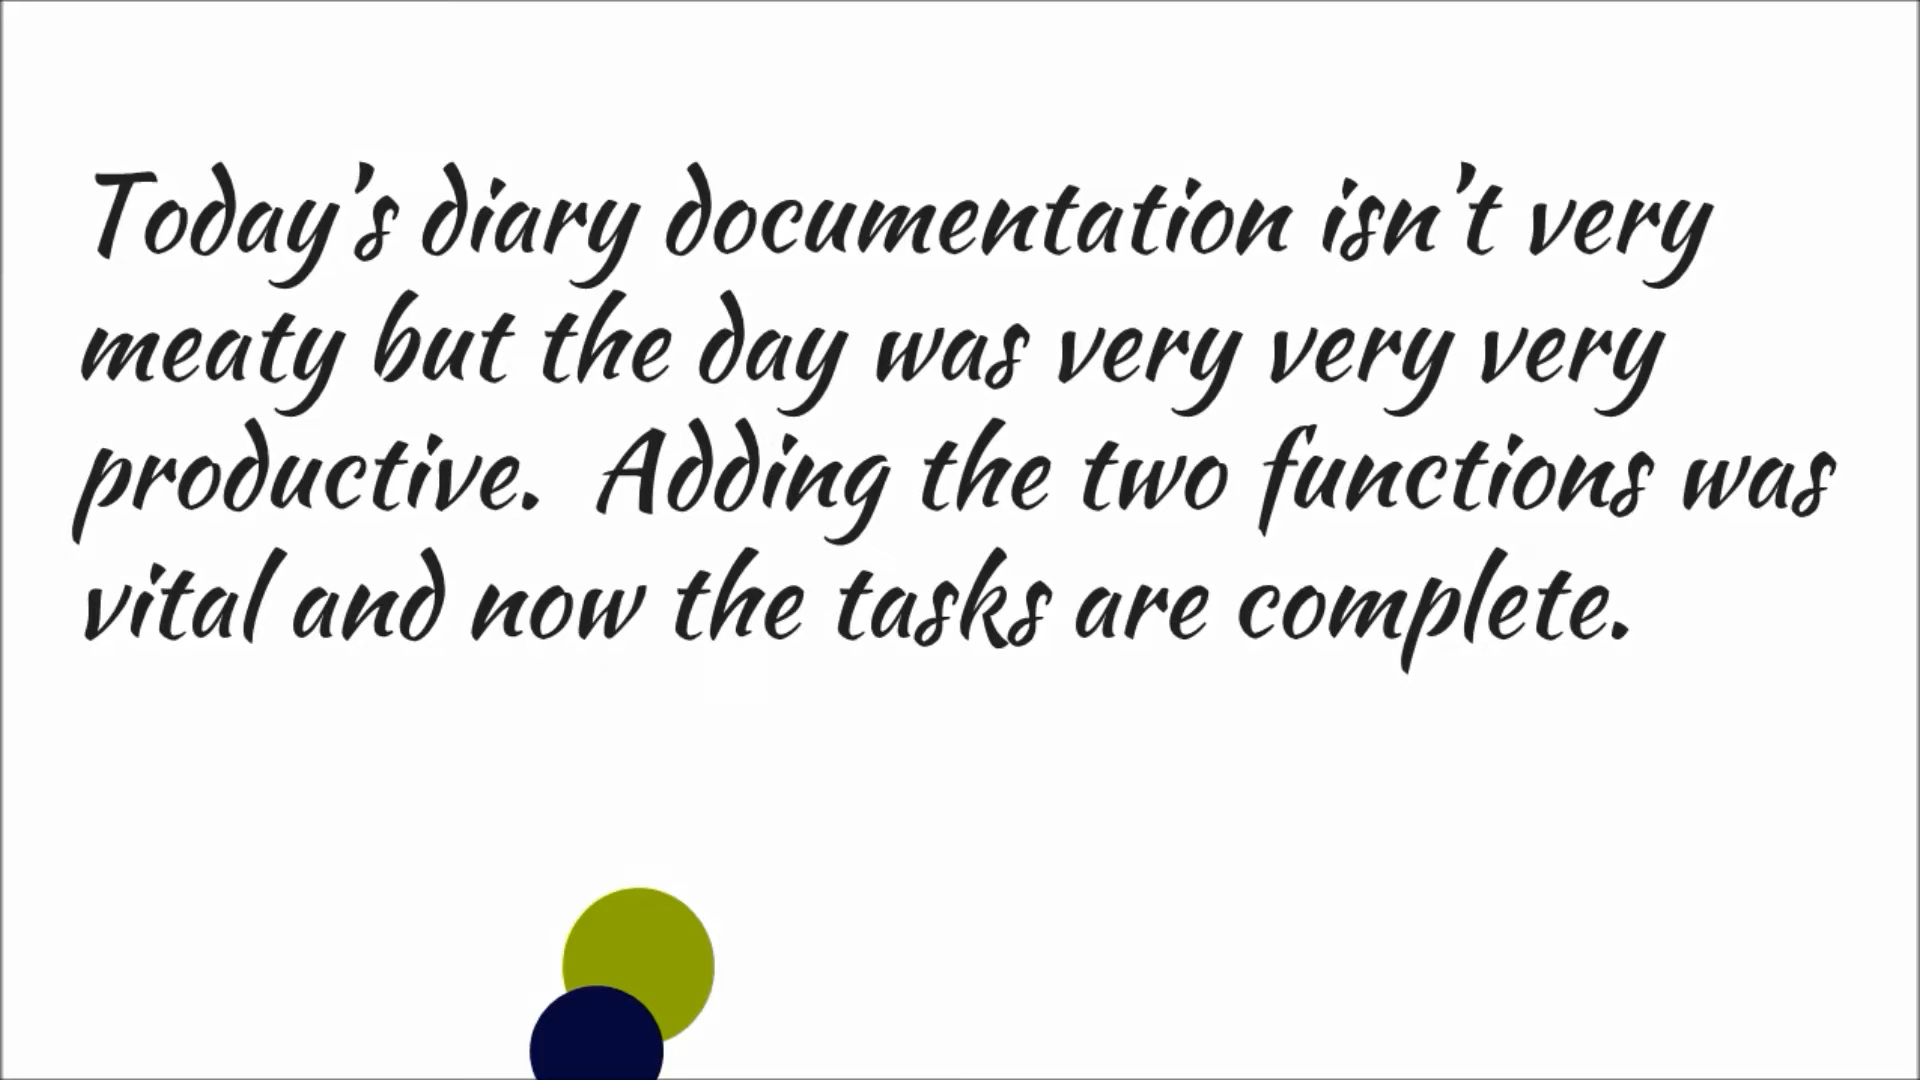 Today's diary documentation isn't very
meaty but the day was very very very
productive.  Adding the two functions was
vital and now the tasks are complete.